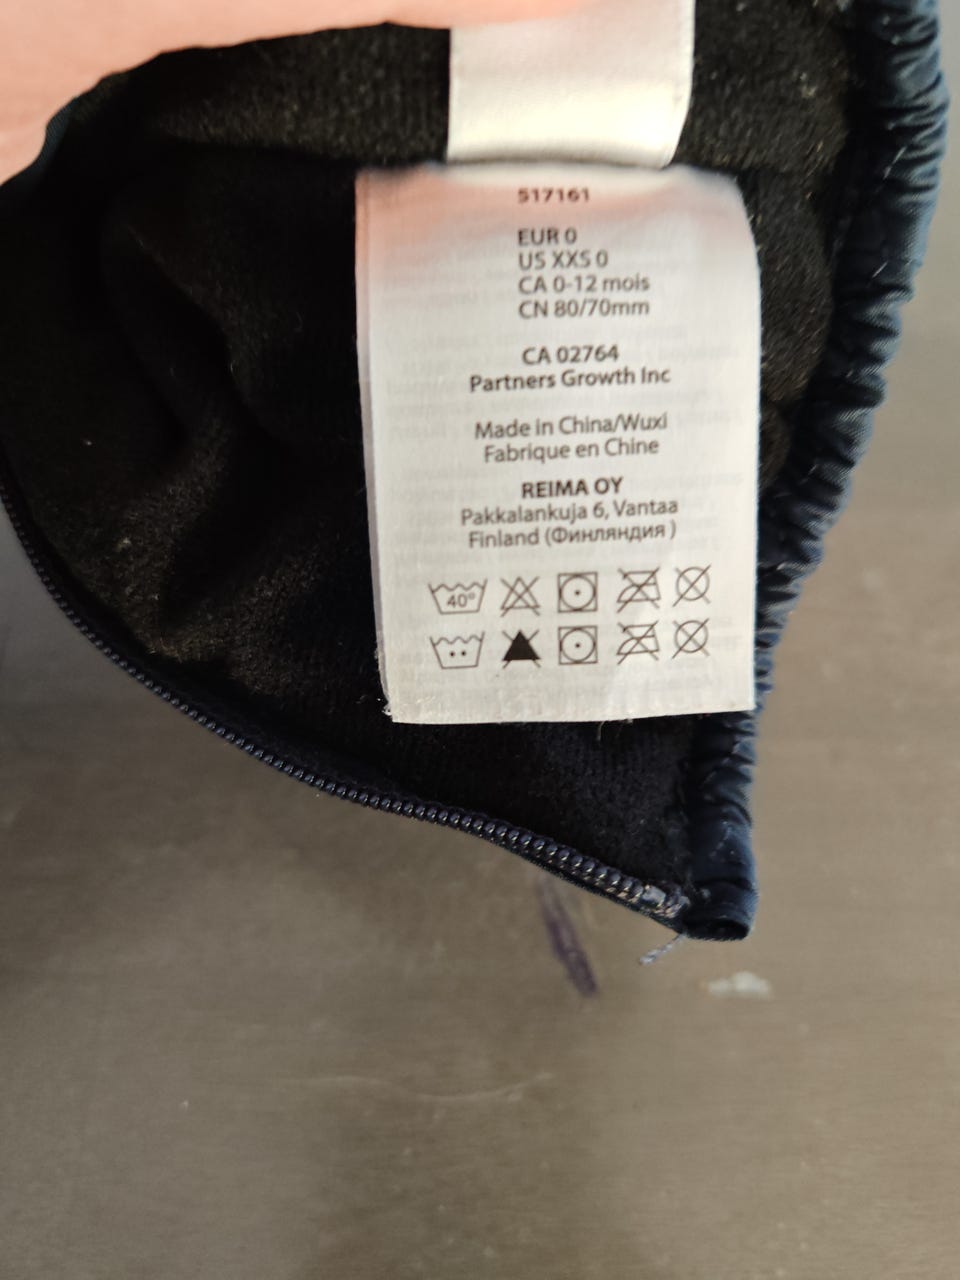 517161
EUR 0
US XXS 0
CA 0-12 mois
CN 80/70mm
CA 02764
Partners Growth Inc
Made in China/Wuxi
Fabrique en Chine
REIMA OY
Pakkalankuja 6, Vantaa
Finland (Финляндия )
40°